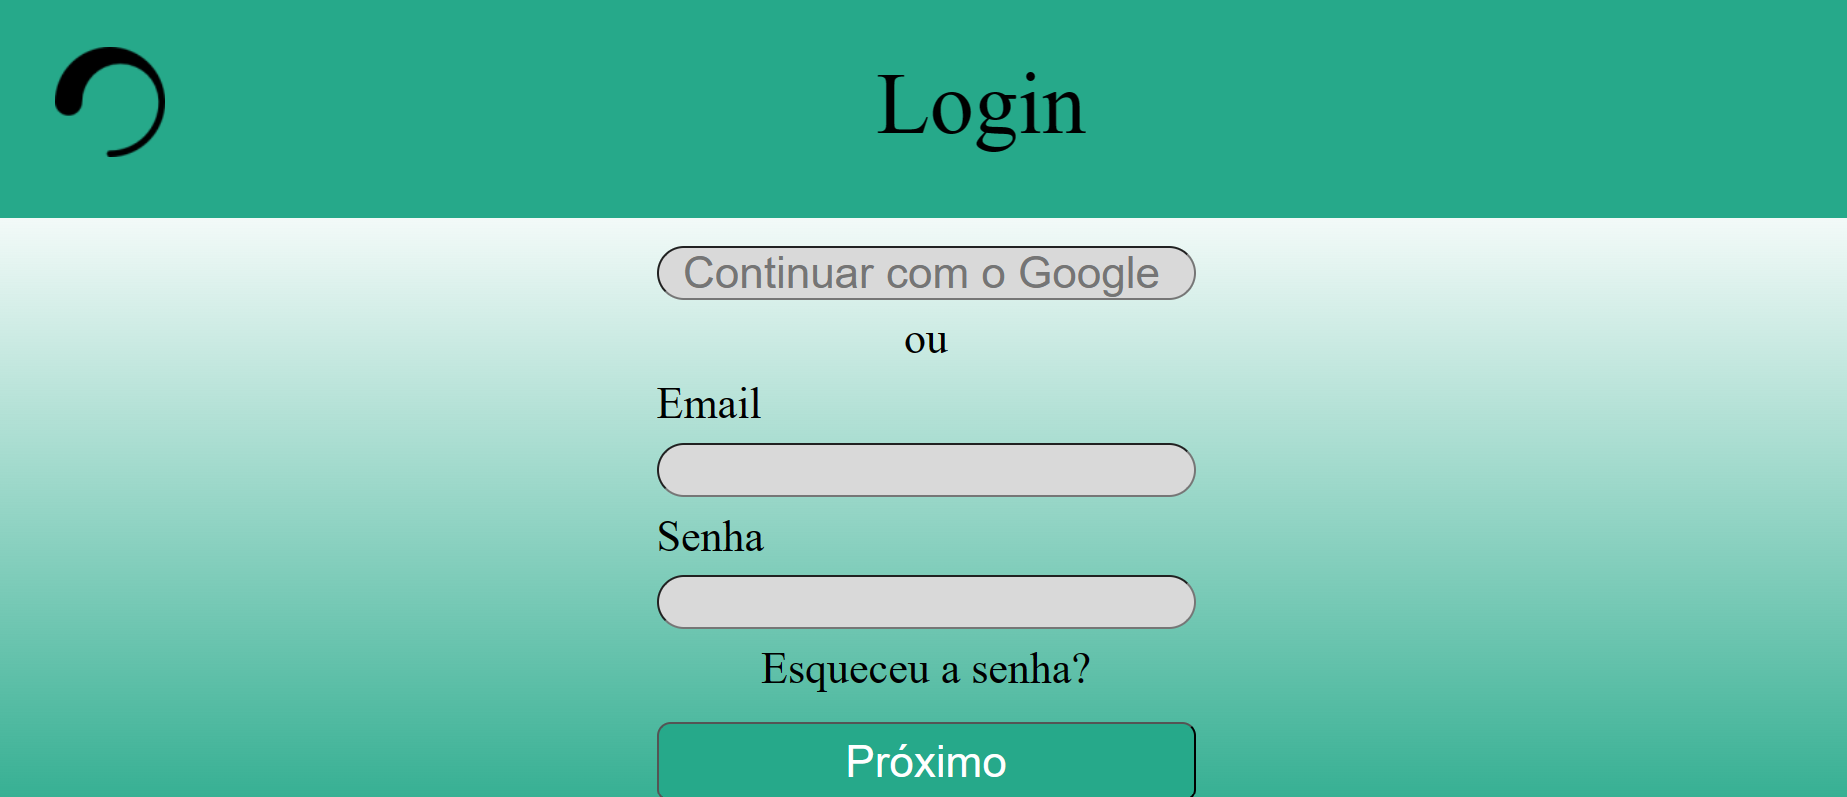 Login
Continuar com o Google
ou
Email
Senha
Esqueceu a senha?
Próximo